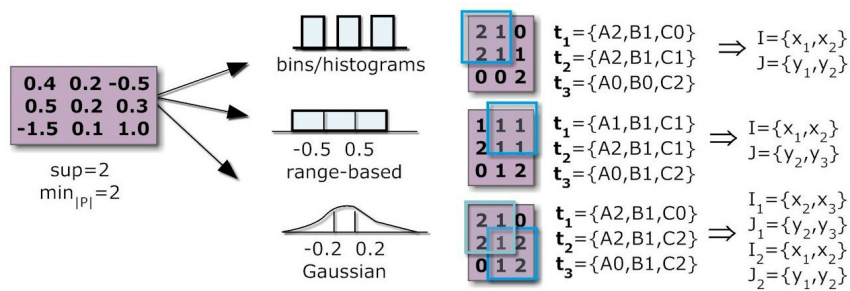 0.4 0.2 -0.5
0.5 0.2 0.3
-1.5 0.1 1.0
sup=2
min|P|=2
bins/histograms
-0.5 0.5
range-based
-0.2 0.2
Gaussian
2 1 0
2 1 1
0 0 2
t1={A2,B1,C0}
t2={A2,B1,C1}
t3={A0,B0,C2}
⇒ I={x1,x2}
J={y1,y2}
1 1 1
2 1 1
0 1 2
t1={A1,B1,C1}
t2={A2,B1,C1}
t3={A0,B1,C2}
⇒ I={x1,x2}
J={y2,y3}
2 1 0
2 1 2
0 1 2
t1={A2,B1,C0}
t2={A2,B1,C2}
t3={A0,B1,C2}
⇒ I1={x2,x3}
J1={y2,y3}
I2={x1,x2}
J2={y1,y2}